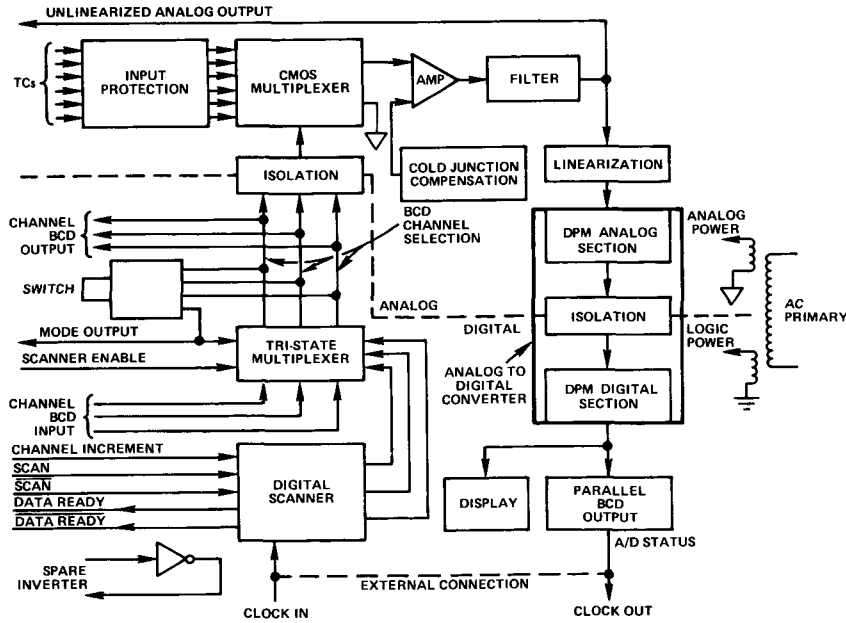 UNLINEARIZED ANALOG OUTPUT
TCs
INPUT
PROTECTION
CMOS
MULTIPLEXER
AMP
FILTER
LINEARIZATION
ISOLATION
COLD JUNCTION
COMPENSATION
BCD
CHANNEL
SELECTION
CHANNEL
BCD
OUTPUT
SWITCH
MODE OUTPUT
SCANNER ENABLE
TRI-STATE
MULTIPLEXER
ANALOG
DIGITAL
DPM ANALOG
SECTION
ISOLATION
DPM DIGITAL
SECTION
ANALOG TO
DIGITAL
CONVERTER
ANALOG
POWER
LOGIC
POWER
AC
PRIMARY
CHANNEL
BCD
INPUT
CHANNEL INCREMENT
SCAN
SCAN
DATA READY
DATA READY
DIGITAL
SCANNER
DISPLAY
PARALLEL
BCD
OUTPUT
A/D STATUS
SPARE
INVERTER
EXTERNAL CONNECTION
CLOCK IN
CLOCK OUT